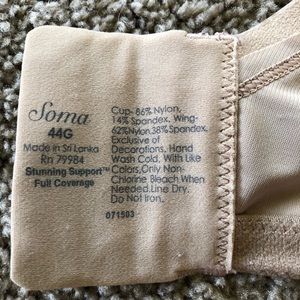 Soma
44G
Made in Sri Lanka
Rn 79984
Stunning Support™
Full Coverage
Cup- 86% Nylon,
14% Spandex. Wing-
62%Nylon,38% Spandex.
Exclusive of
Decorations. Hand
Wash Cold. With Like
Colors,Only Non-
Chlorine Bleach When
Needed.Line Dry.
Do Not Iron.
071503